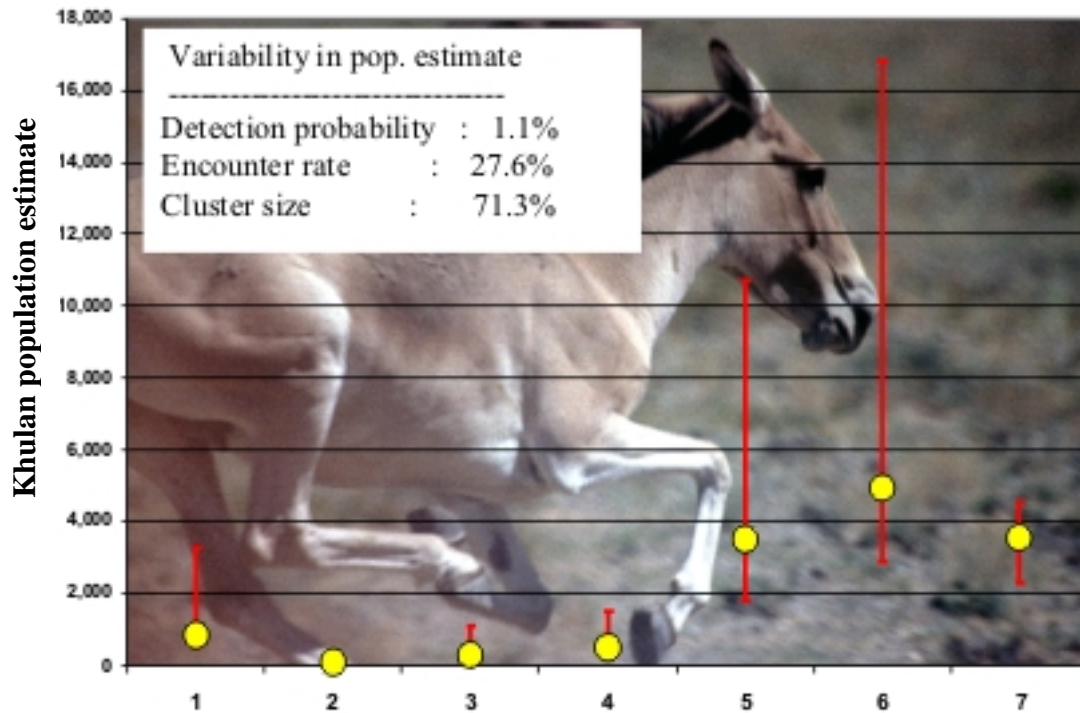 18,000
Variability in pop. estimate
----------------------------------
Detection probability : 1.1%
Encounter rate : 27.6%
Cluster size : 71.3%
16,000
14,000
12,000
10,000
8,000
6,000
4,000
2,000
0
Khulan population estimate
1 2 3 4 5 6 7